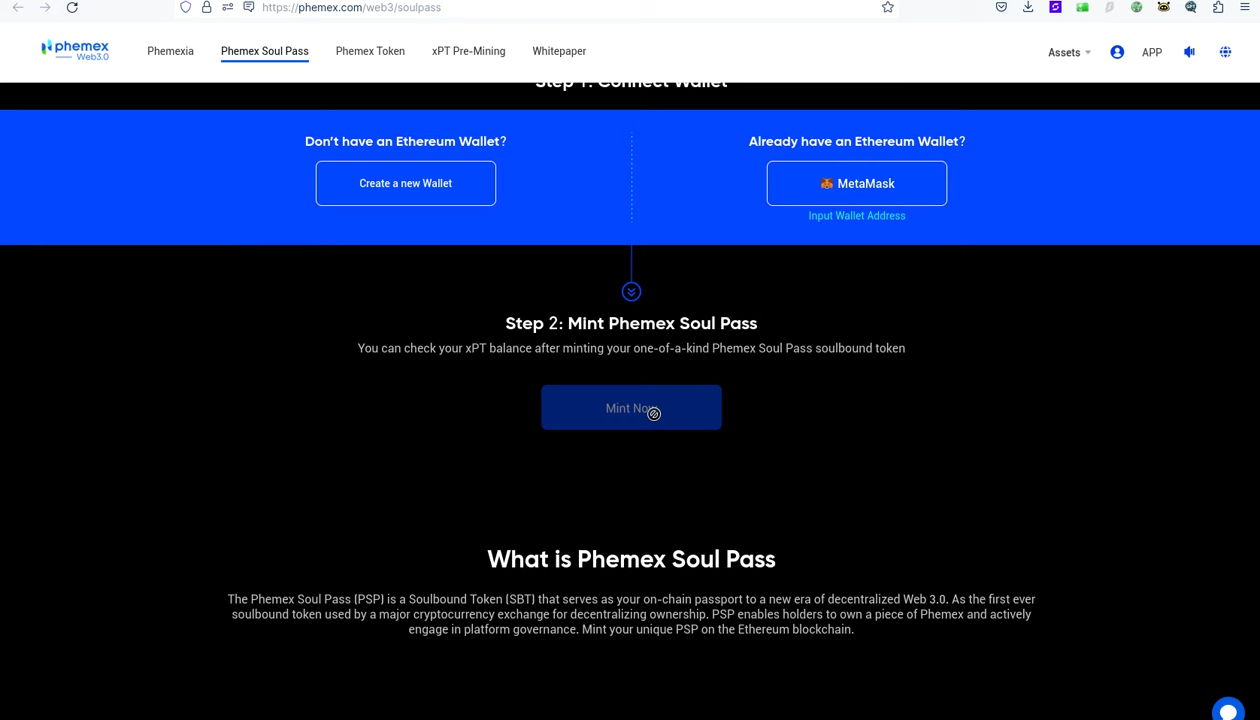 https://phemex.com/web3/soulpass
phemex
Web3.0
Phemexia
Phemex Soul Pass
Phemex Token
xPT Pre-Mining
Whitepaper
Assets
APP
Step 1: Connect Wallet
Don't have an Ethereum Wallet?
Create a new Wallet
Already have an Ethereum Wallet?
MetaMask
Input Wallet Address
Step 2: Mint Phemex Soul Pass
You can check your xPT balance after minting your one-of-a-kind Phemex Soul Pass soulbound token
Mint Now
What is Phemex Soul Pass
The Phemex Soul Pass (PSP) is a Soulbound Token (SBT) that serves as your on-chain passport to a new era of decentralized Web 3.0. As the first ever
soulbound token used by a major cryptocurrency exchange for decentralizing ownership. PSP enables holders to own a piece of Phemex and actively
engage in platform governance. Mint your unique PSP on the Ethereum blockchain.